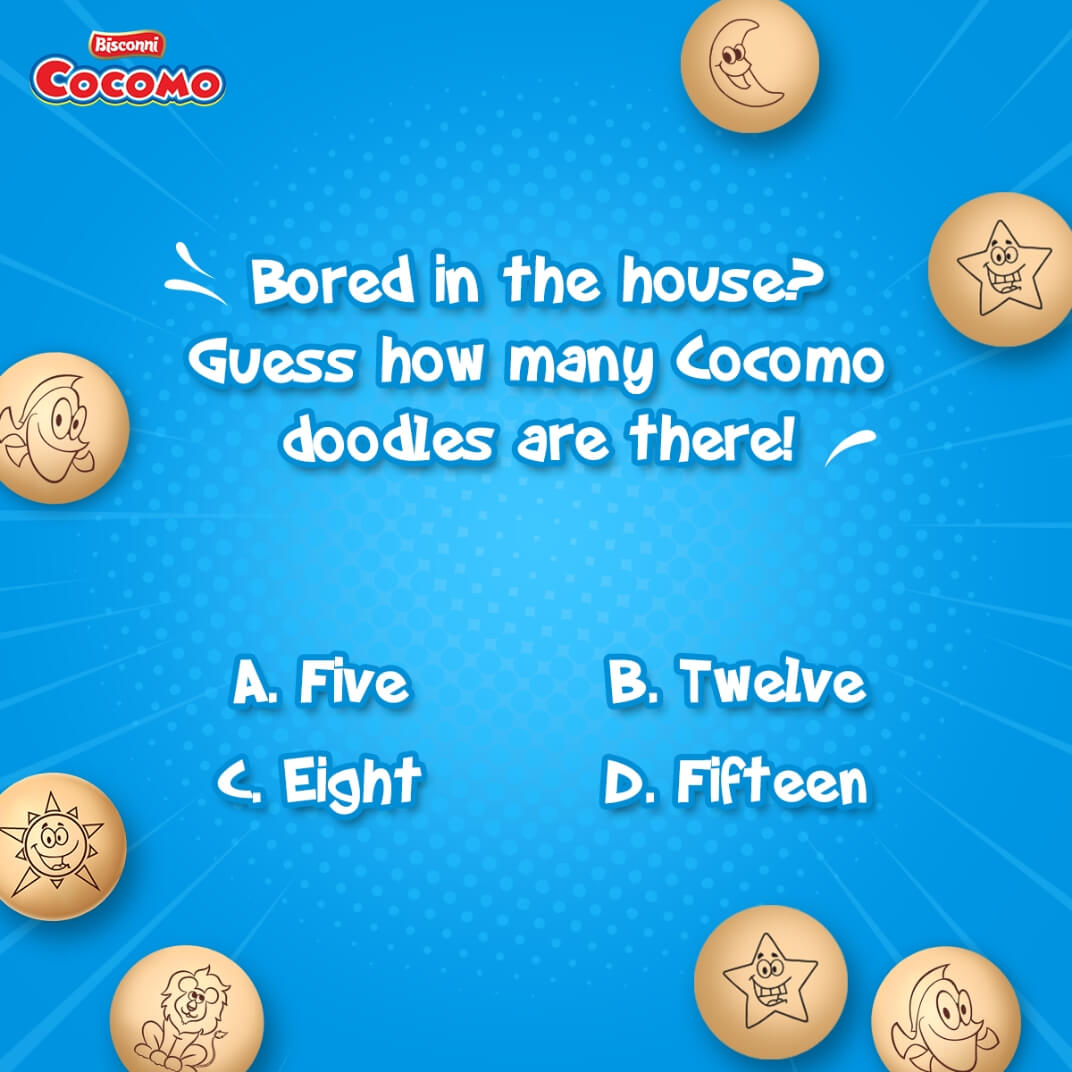 Bisconni
COCOMO
Bored in the house?
Guess how many Cocomo
doodles are there!
A. Five
B. Twelve
C. Eight
D. Fifteen